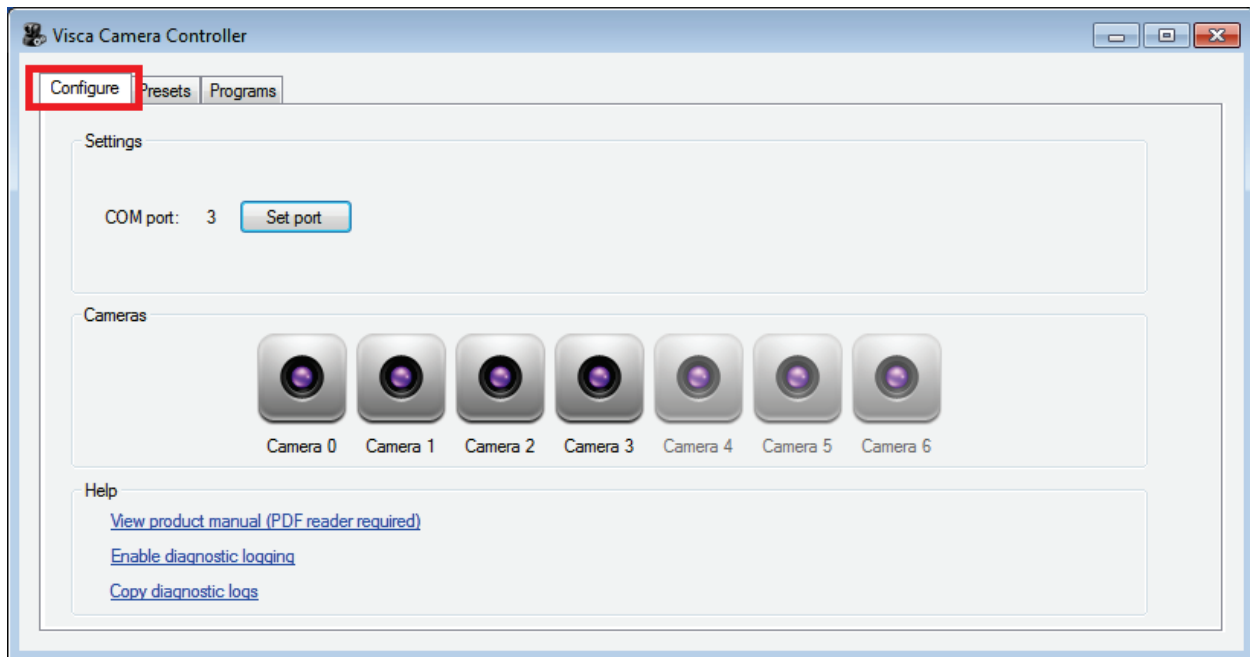 Visca Camera Controller
Configure Presets Programs
Settings
COM port: 3 Set port
Cameras
Camera 0 Camera 1 Camera 2 Camera 3 Camera 4 Camera 5 Camera 6
Help
View product manual (PDF reader required)
Enable diagnostic logging
Copy diagnostic logs